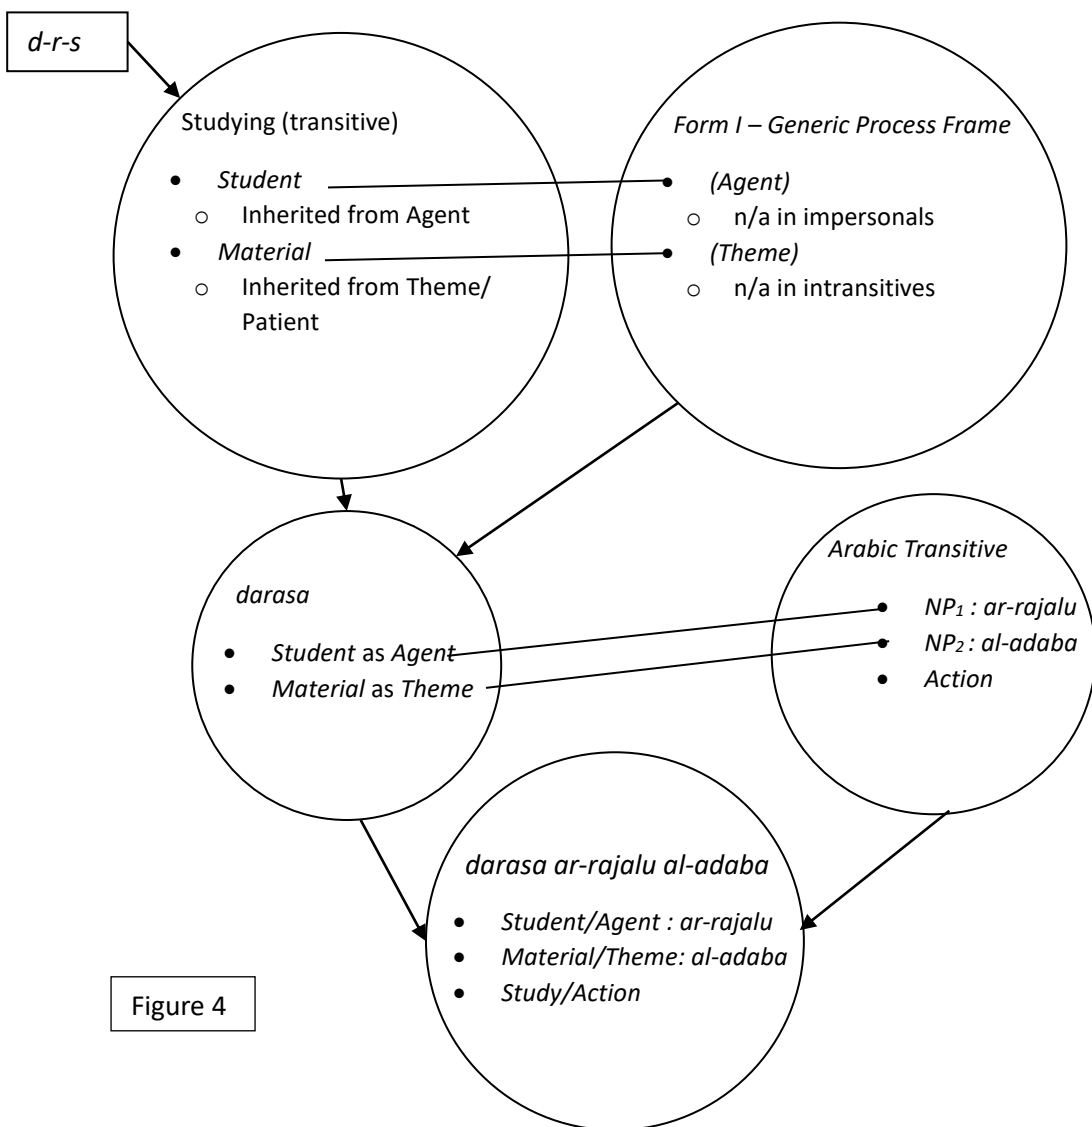 d-r-s
Studying (transitive)
• Student
o Inherited from Agent
• Material
o Inherited from Theme/
Patient
Form I – Generic Process Frame
• (Agent)
o n/a in impersonals
• (Theme)
o n/a in intransitives
darasa
• Student as Agent
• Material as Theme
Arabic Transitive
• NP₁ : ar-rajalu
• NP₂ : al-adaba
• Action
darasa ar-rajalu al-adaba
• Student/Agent : ar-rajalu
• Material/Theme: al-adaba
• Study/Action
Figure 4